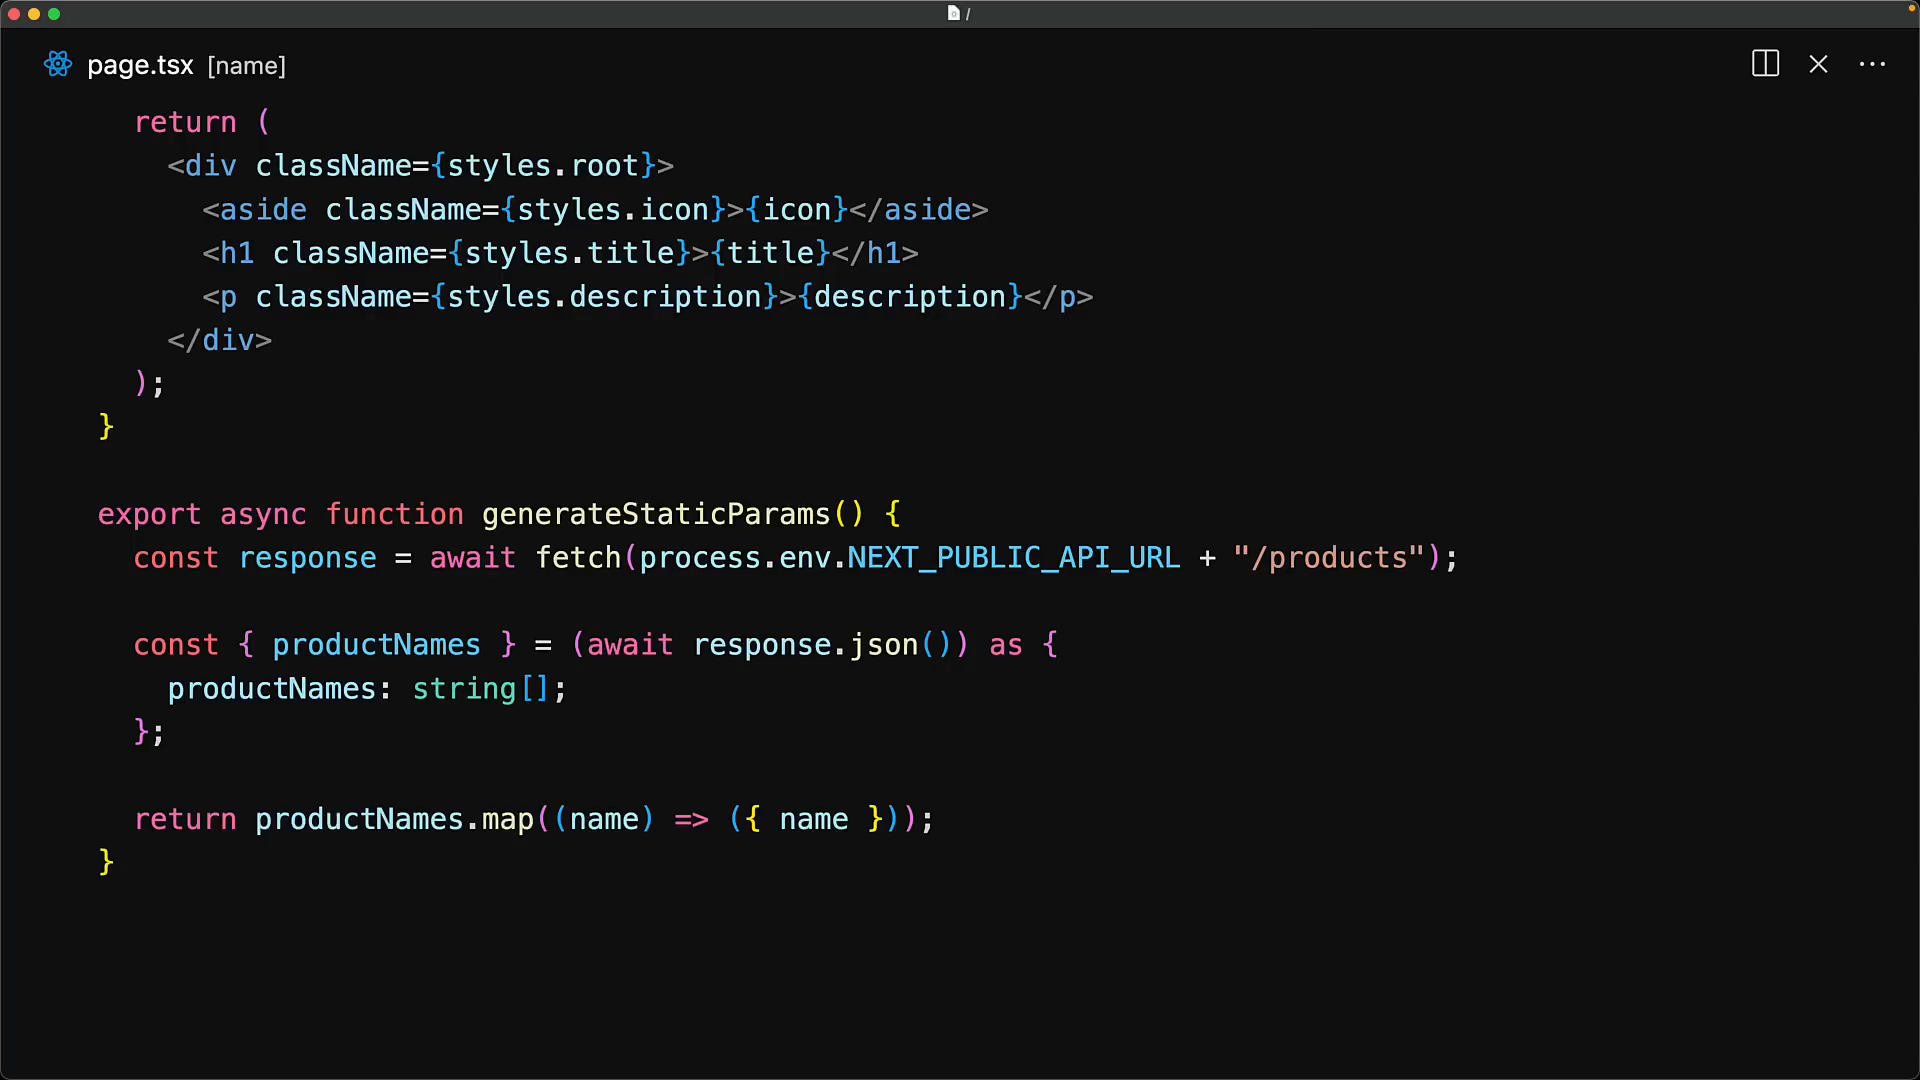 /
page.tsx [name]
return (
<div className={styles.root}>
<aside className={styles.icon}>{icon}</aside>
<h1 className={styles.title}>{title}</h1>
<p className={styles.description}>{description}</p>
</div>
);
}
export async function generateStaticParams() {
const response = await fetch(process.env.NEXT_PUBLIC_API_URL + "/products");
const { productNames } = (await response.json()) as {
productNames: string[];
};
return productNames.map((name) => ({ name }));
}